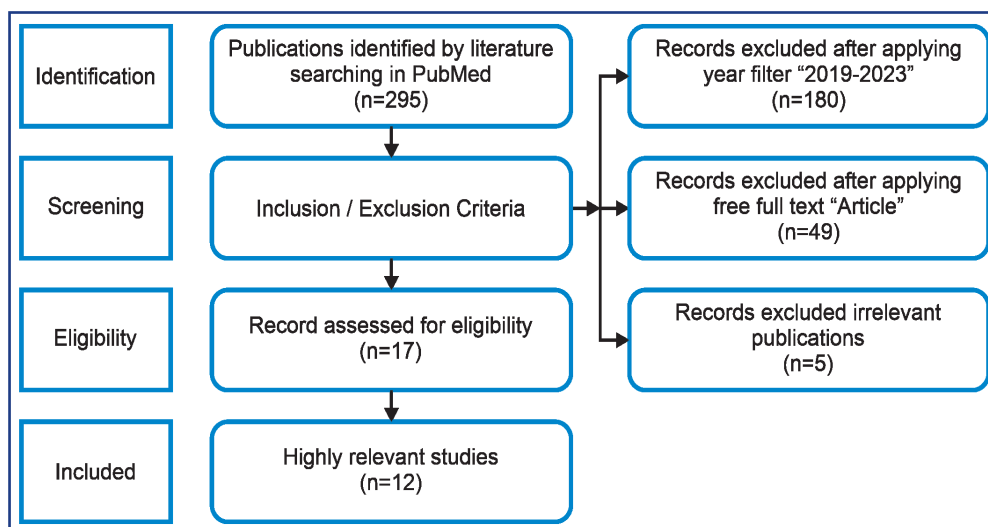 Identification
Publications identified by literature
searching in PubMed
(n=295)
Records excluded after applying
year filter “2019-2023”
(n=180)
Screening
Inclusion / Exclusion Criteria
Records excluded after applying
free full text “Article”
(n=49)
Eligibility
Record assessed for eligibility
(n=17)
Records excluded irrelevant
publications
(n=5)
Included
Highly relevant studies
(n=12)